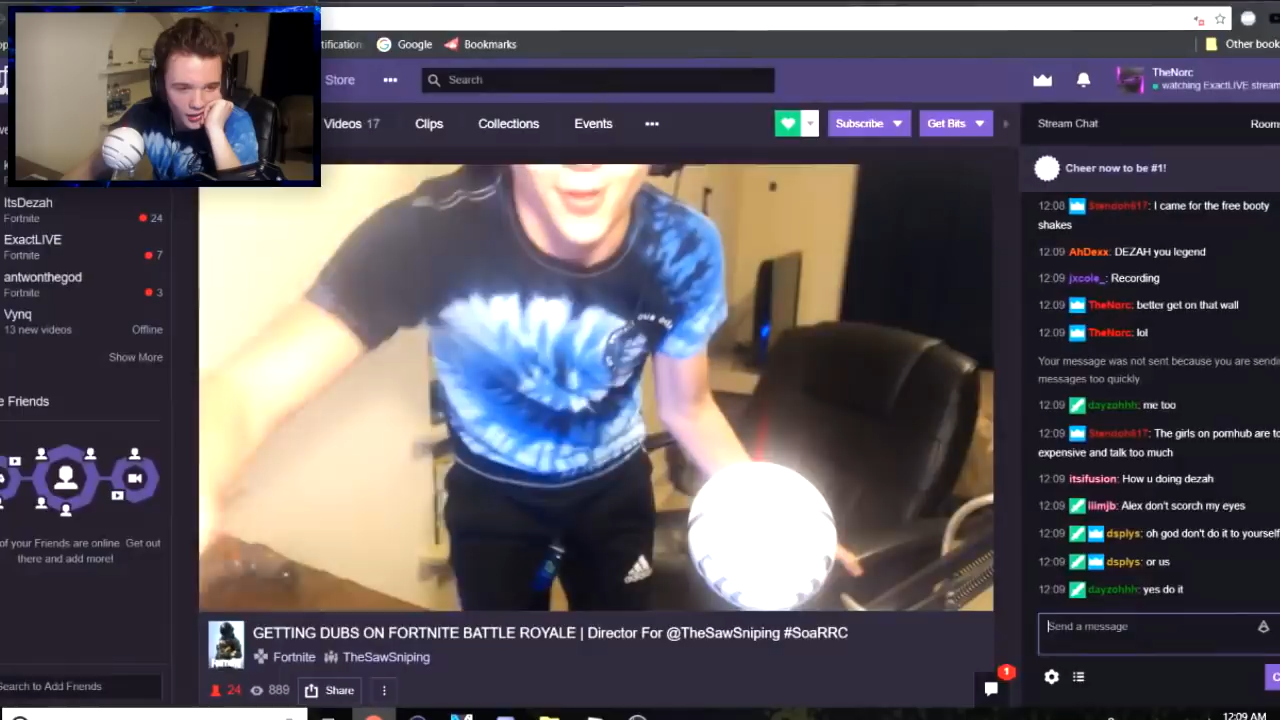 Google
Bookmarks
Other book
Store
Search
TheNorc
watching ExactLIVE stream
Videos 17
Clips
Collections
Events
Subscribe
Get Bits
Stream Chat
Room
Cheer now to be #1!
ItsDezah
Fortnite
24
ExactLIVE
Fortnite
7
antwonthegod
Fortnite
3
Vynq
13 new videos
Offline
Show More
e Friends
of your Friends are online. Get out
there and add more!
Search to Add Friends
12:08 Stendoh617: I came for the free booty
shakes
12:09 AhDexx: DEZAH you legend
12:09 jxcole_: Recording
12:09 TheNorc: better get on that wall
12:09 TheNorc: lol
Your message was not sent because you are sending
messages too quickly
12:09 dayzohhh: me too
12:09 Stendoh617: The girls on pornhub are to
expensive and talk too much
12:09 itsifusion: How u doing dezah
12:09 iiimjb: Alex don't scorch my eyes
12:09 dsplys: oh god don't do it to yourself
12:09 dsplys: or us
12:09 dayzohhh: yes do it
Send a message
GETTING DUBS ON FORTNITE BATTLE ROYALE | Director For @TheSawSniping #SoaRRC
Fortnite
TheSawSniping
24
889
Share
1
12:09 AM